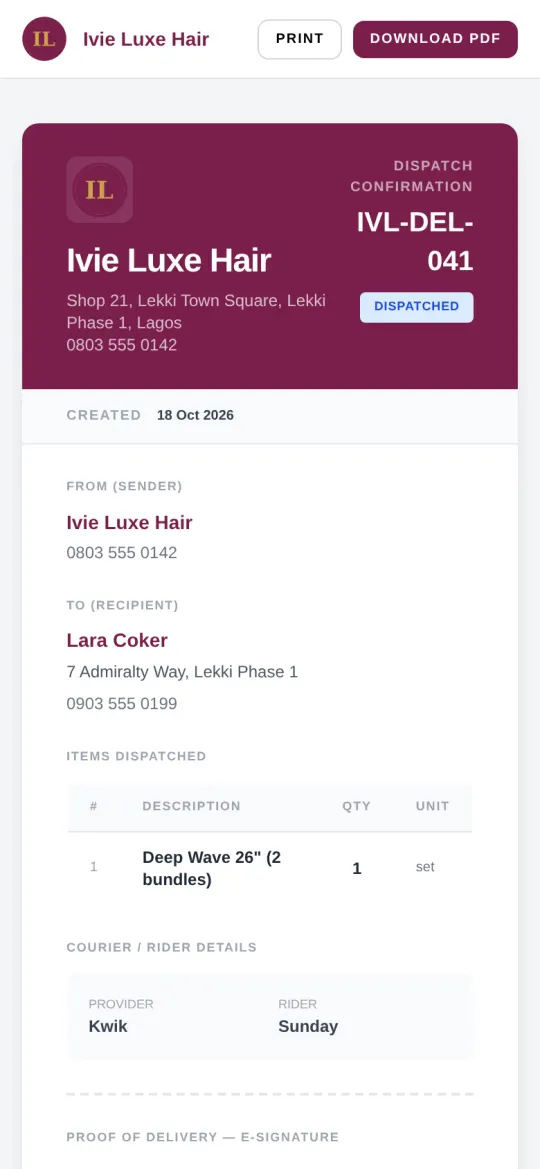 IL Ivie Luxe Hair PRINT DOWNLOAD PDF
IL
DISPATCH
CONFIRMATION
IVL-DEL-
041
DISPATCHED
Ivie Luxe Hair
Shop 21, Lekki Town Square, Lekki
Phase 1, Lagos
0803 555 0142
CREATED 18 Oct 2026
FROM (SENDER)
Ivie Luxe Hair
0803 555 0142
TO (RECIPIENT)
Lara Coker
7 Admiralty Way, Lekki Phase 1
0903 555 0199
ITEMS DISPATCHED
# DESCRIPTION QTY UNIT
1 Deep Wave 26" (2 bundles) 1 set
COURIER / RIDER DETAILS
PROVIDER RIDER
Kwik Sunday
PROOF OF DELIVERY — E-SIGNATURE